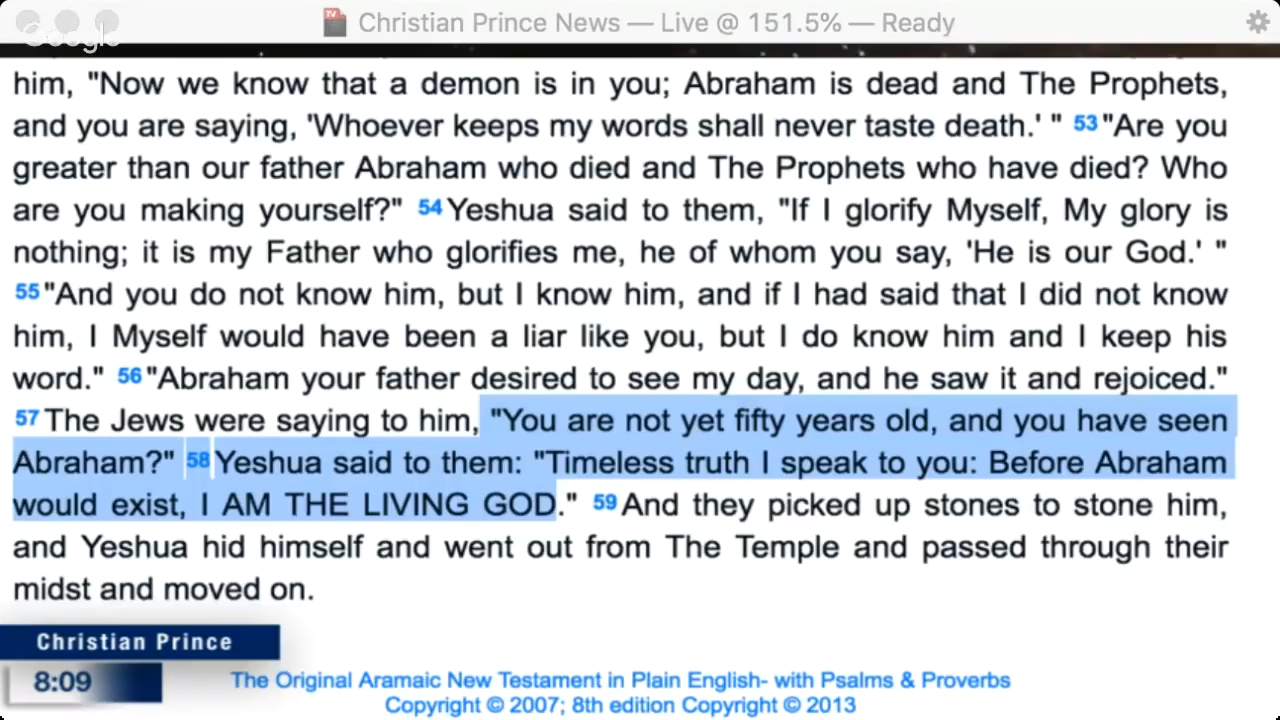 Christian Prince News — Live @ 151.5% — Ready
Google
him, "Now we know that a demon is in you; Abraham is dead and The Prophets,
and you are saying, 'Whoever keeps my words shall never taste death.' " 53 "Are you
greater than our father Abraham who died and The Prophets who have died? Who
are you making yourself?" 54 Yeshua said to them, "If I glorify Myself, My glory is
nothing; it is my Father who glorifies me, he of whom you say, 'He is our God.' "
55 "And you do not know him, but I know him, and if I had said that I did not know
him, I Myself would have been a liar like you, but I do know him and I keep his
word." 56 "Abraham your father desired to see my day, and he saw it and rejoiced."
57 The Jews were saying to him, "You are not yet fifty years old, and you have seen
Abraham?" 58 Yeshua said to them: "Timeless truth I speak to you: Before Abraham
would exist, I AM THE LIVING GOD." 59 And they picked up stones to stone him,
and Yeshua hid himself and went out from The Temple and passed through their
midst and moved on.
Christian Prince
8:09
The Original Aramaic New Testament in Plain English- with Psalms & Proverbs
Copyright © 2007; 8th edition Copyright © 2013